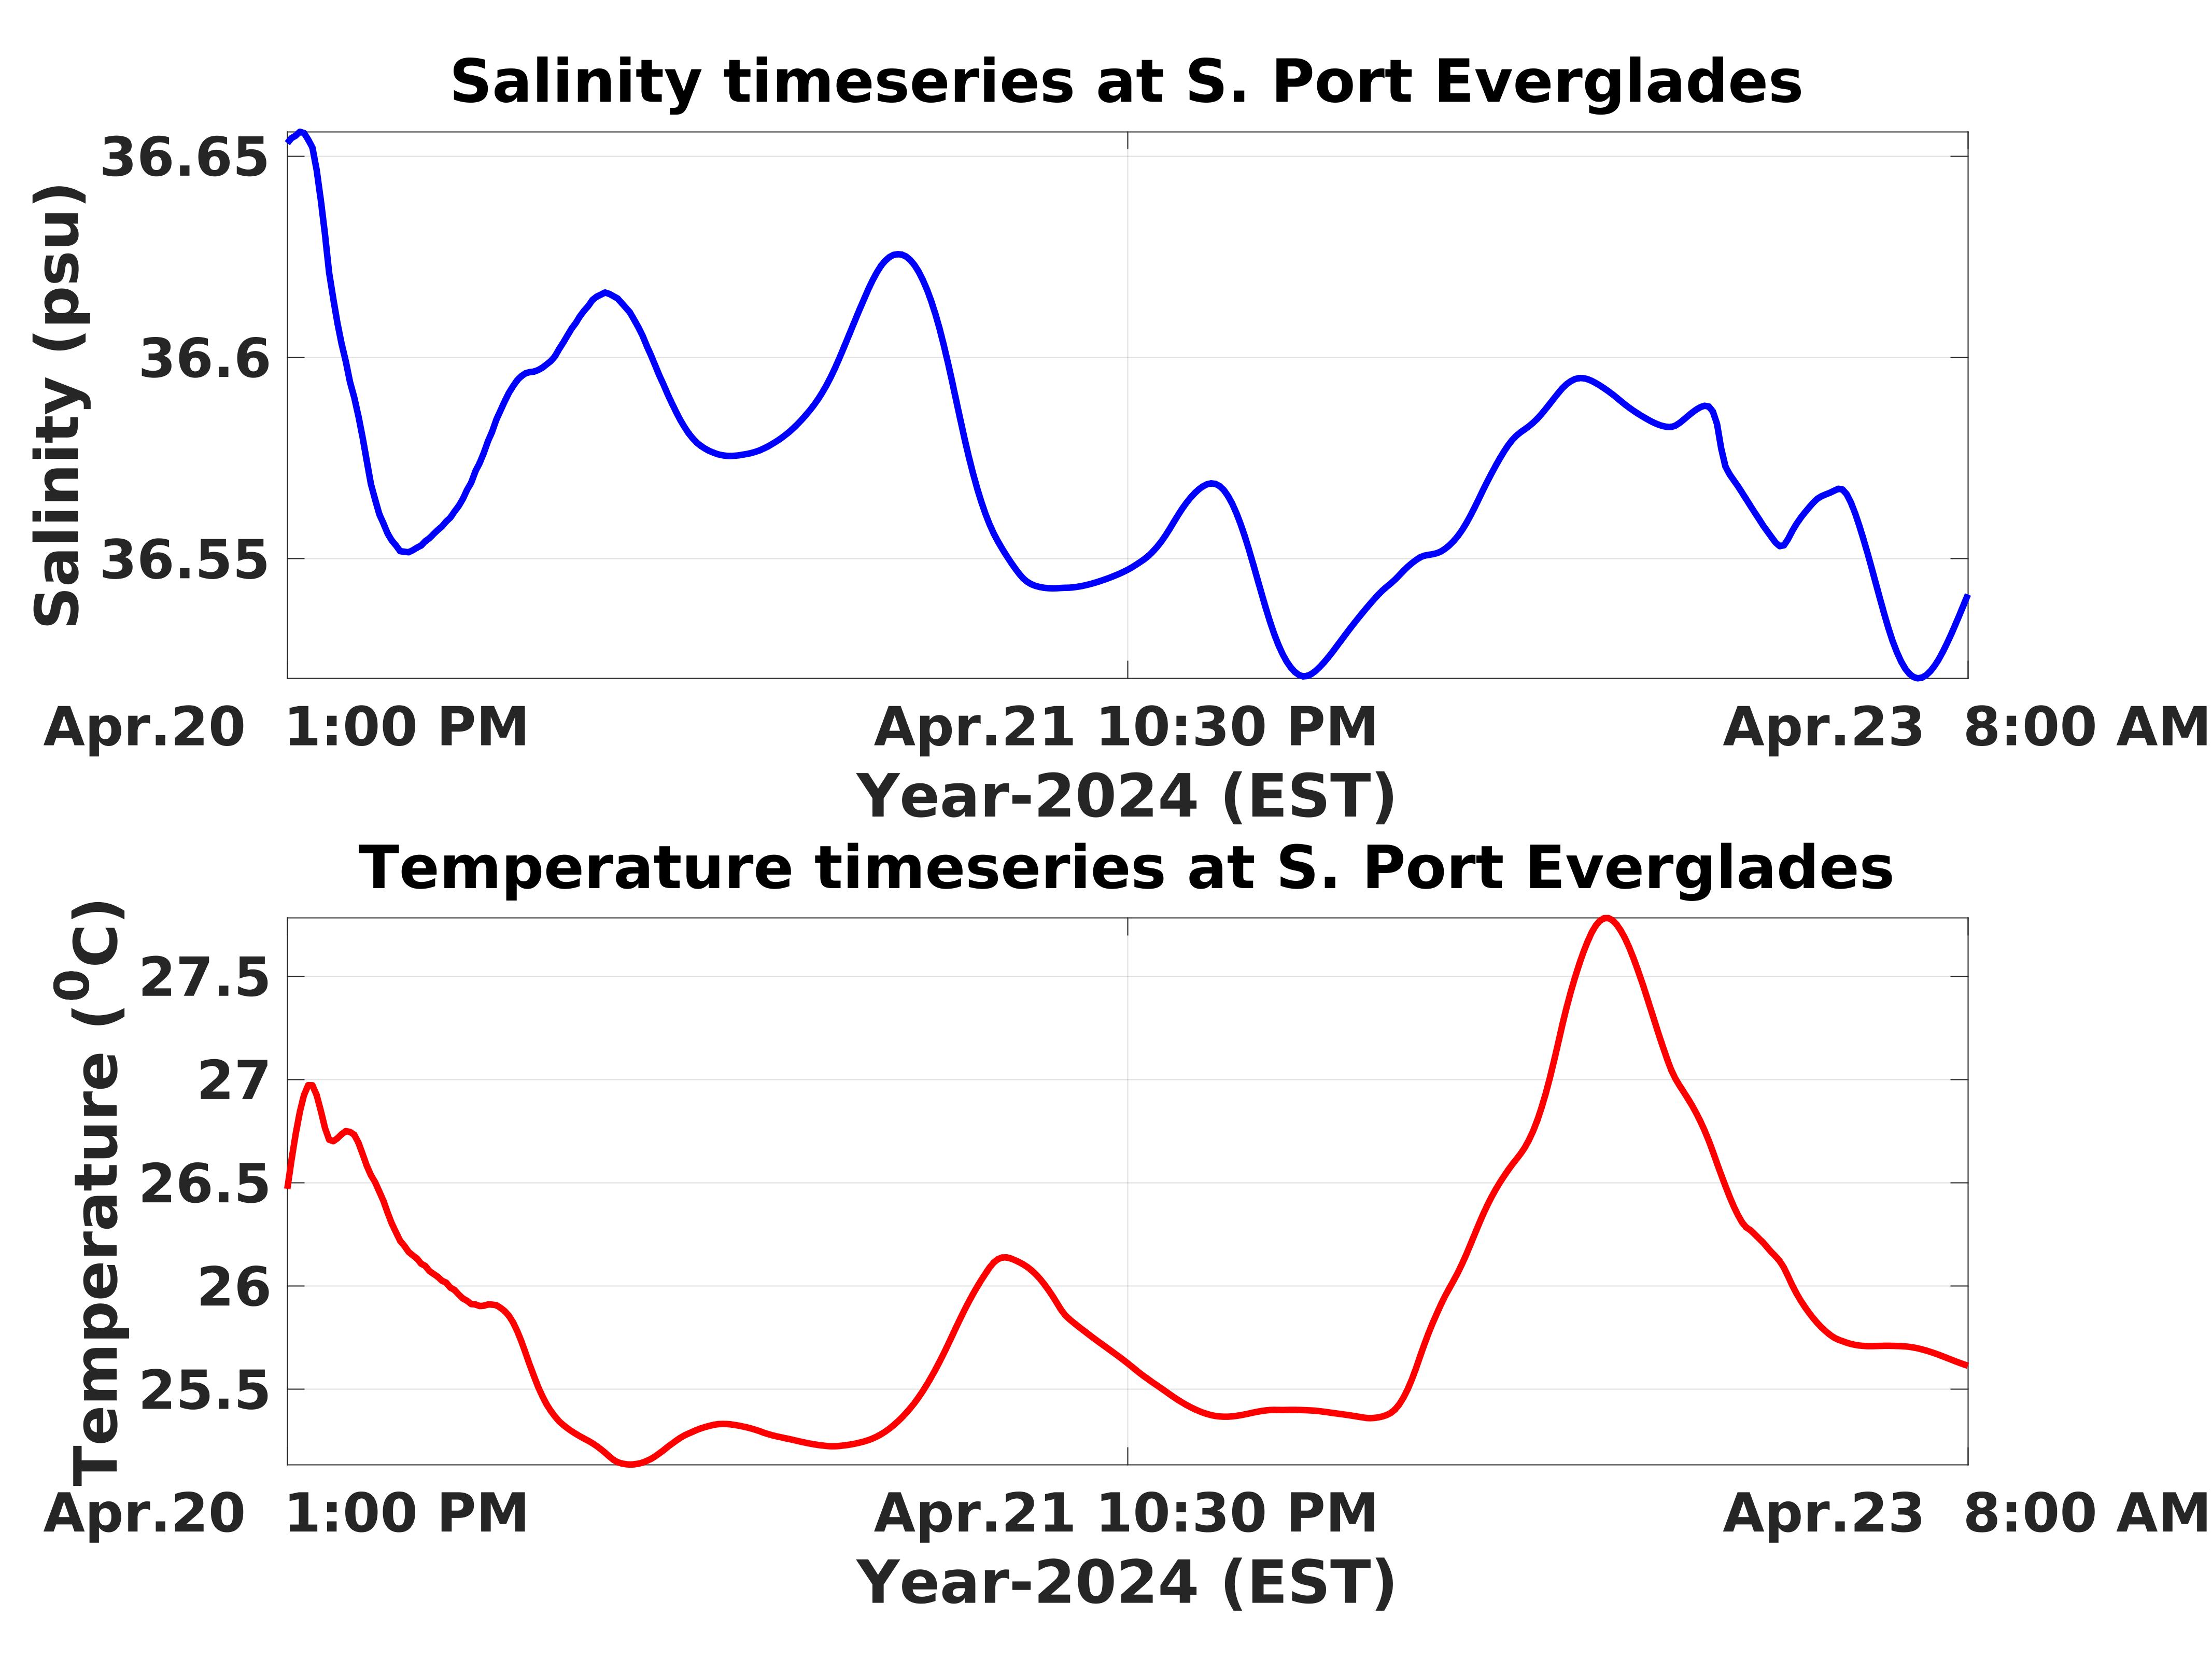 Salinity timeseries at S. Port Everglades
Salinity (psu)
36.65
36.6
36.55
Apr.20  1:00 PM
Apr.21 10:30 PM
Apr.23  8:00 AM
Year-2024 (EST)
Temperature timeseries at S. Port Everglades
Temperature (⁰C)
27.5
27
26.5
26
25.5
Apr.20  1:00 PM
Apr.21 10:30 PM
Apr.23  8:00 AM
Year-2024 (EST)